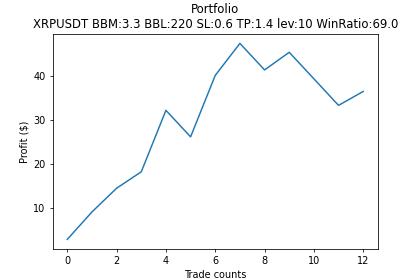 Portfolio
XRPUSDT BBM:3.3 BBL:220 SL:0.6 TP:1.4 lev:10 WinRatio:69.0
40
30
20
10
Profit ($)
0 2 4 6 8 10 12
Trade counts